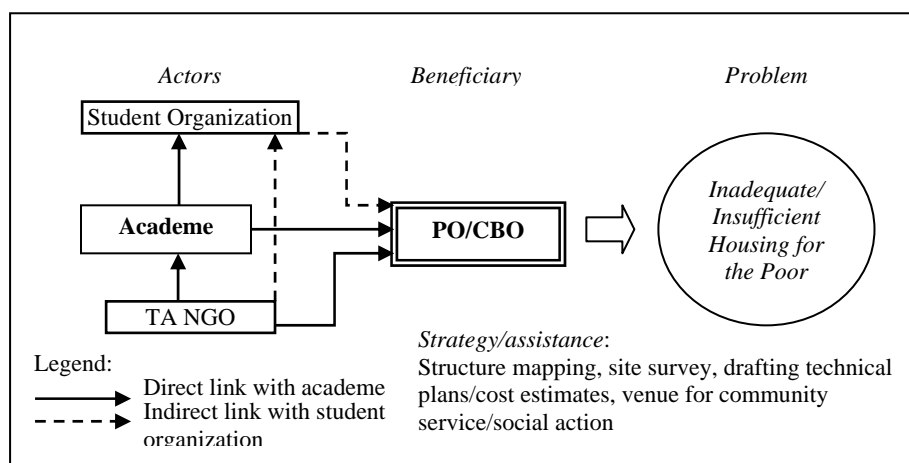 Actors
Beneficiary
Problem
Student Organization
Academe
TA NGO
PO/CBO
Inadequate/
Insufficient
Housing for
the Poor
Legend:
Direct link with academe
Indirect link with student
organization
Strategy/assistance:
Structure mapping, site survey, drafting technical
plans/cost estimates, venue for community
service/social action